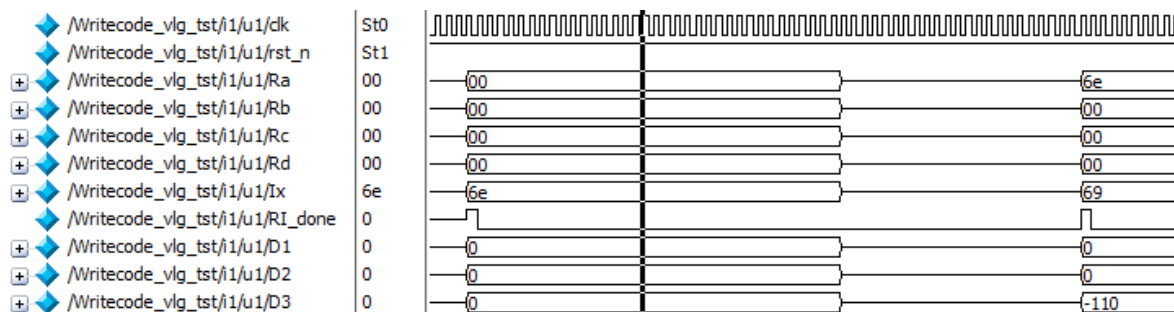 /Writecode_vlg_tst/i1/u1/clk St0
/Writecode_vlg_tst/i1/u1/rst_n St1
/Writecode_vlg_tst/i1/u1/Ra 00 00 6e
/Writecode_vlg_tst/i1/u1/Rb 00 00 00
/Writecode_vlg_tst/i1/u1/Rc 00 00 00
/Writecode_vlg_tst/i1/u1/Rd 00 00 00
/Writecode_vlg_tst/i1/u1/Ix 6e 6e 69
/Writecode_vlg_tst/i1/u1/RI_done 0
/Writecode_vlg_tst/i1/u1/D1 0 0 0
/Writecode_vlg_tst/i1/u1/D2 0 0 0
/Writecode_vlg_tst/i1/u1/D3 0 0 -110